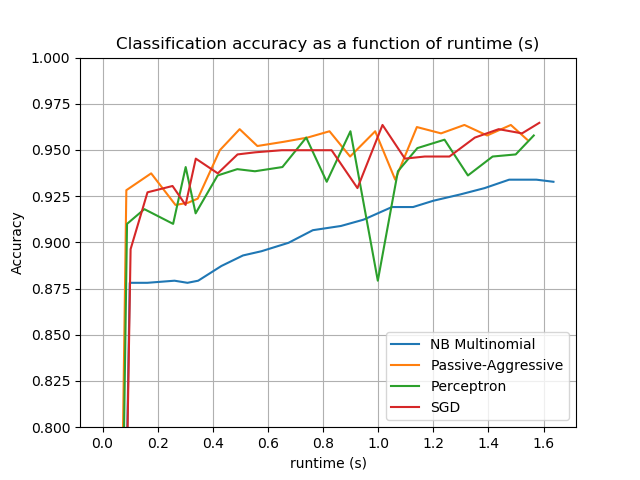 Classification accuracy as a function of runtime (s)
1.000
0.975
0.950
0.925
0.900
0.875
0.850
0.825
0.800
Accuracy
NB Multinomial
Passive-Aggressive
Perceptron
SGD
0.0 0.2 0.4 0.6 0.8 1.0 1.2 1.4 1.6
runtime (s)